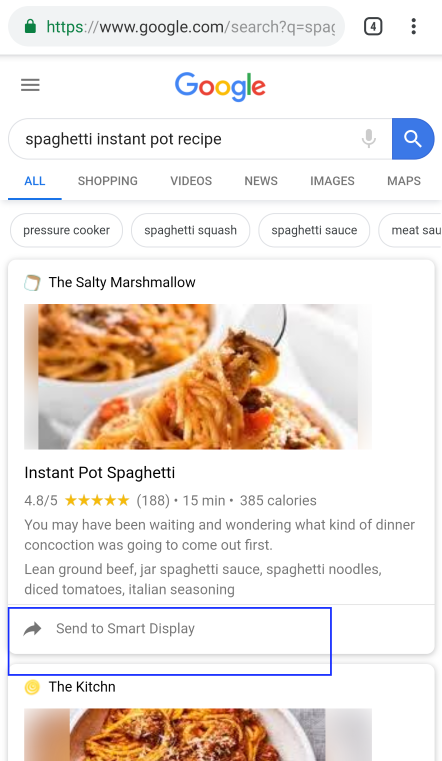 https://www.google.com/search?q=spag
4
Google
spaghetti instant pot recipe
ALL SHOPPING VIDEOS NEWS IMAGES MAPS
pressure cooker spaghetti squash spaghetti sauce meat sau
The Salty Marshmallow
Instant Pot Spaghetti
4.8/5 ★★★★★ (188) • 15 min • 385 calories
You may have been waiting and wondering what kind of dinner
concoction was going to come out first.
Lean ground beef, jar spaghetti sauce, spaghetti noodles,
diced tomatoes, italian seasoning
Send to Smart Display
The Kitchn